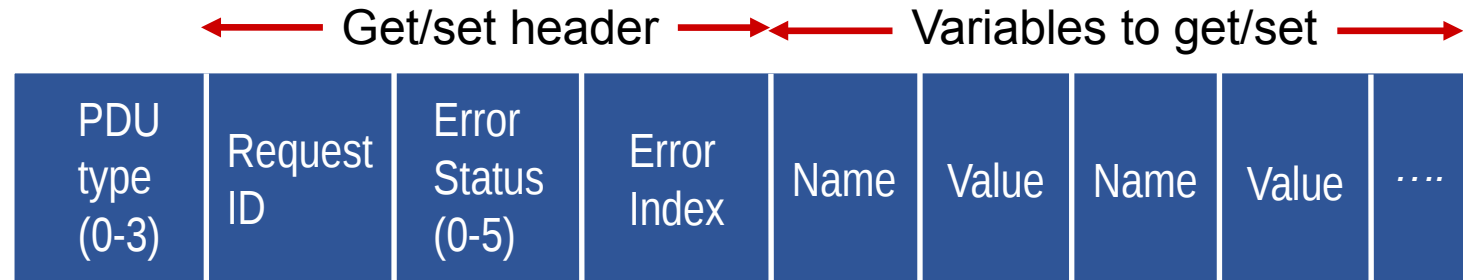 Get/set header
Variables to get/set
PDU
type
(0-3)
Request
ID
Error
Status
(0-5)
Error
Index
Name
Value
Name
Value
....